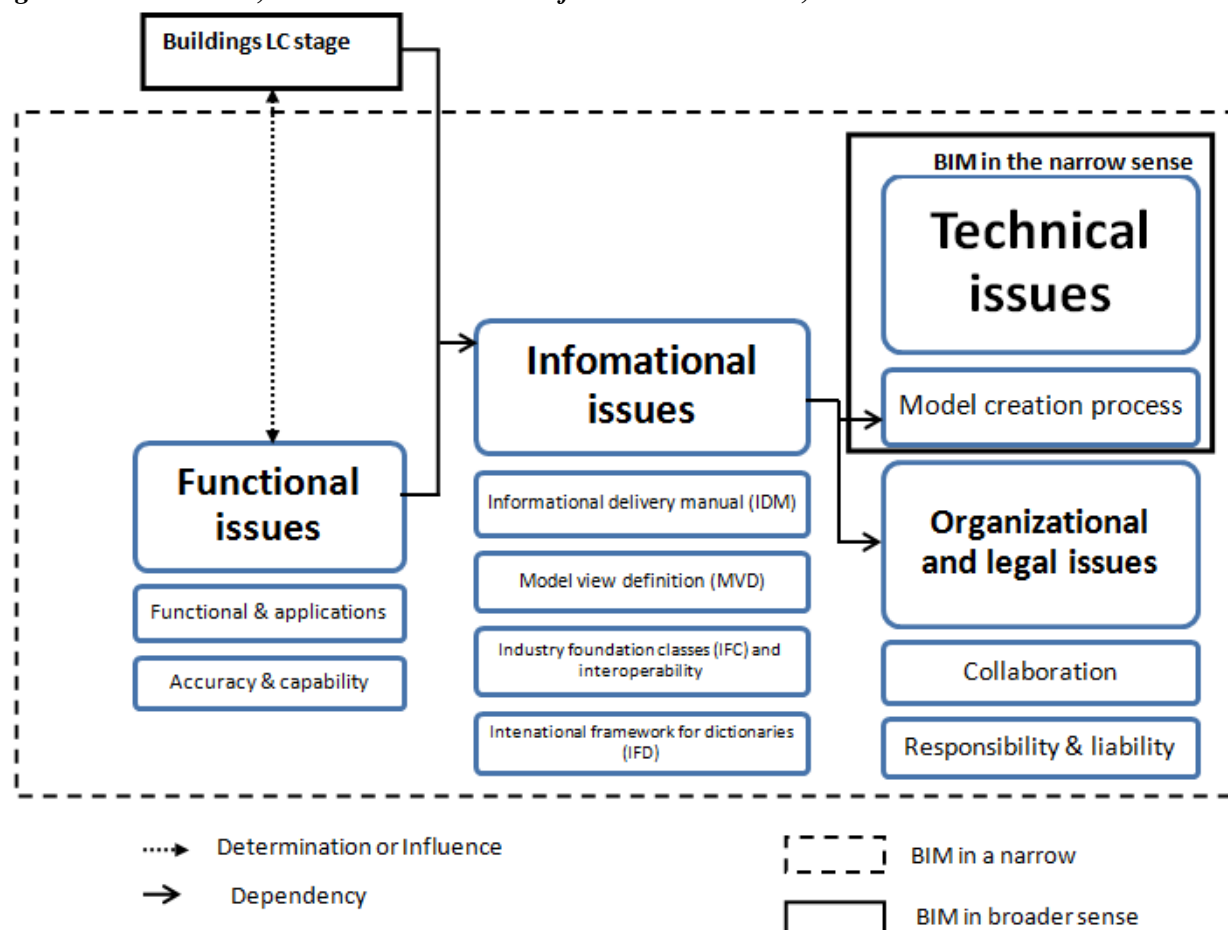 Buildings LC stage
BIM in the narrow sense
Technical
issues
Model creation process
Infomational
issues
Informational delivery manual (IDM)
Model view definition (MVD)
Industry foundation classes (IFC) and
interoperability
Intenational framework for dictionaries
(IFD)
Functional
issues
Functional & applications
Accuracy & capability
Organizational
and legal issues
Collaboration
Responsibility & liability
Determination or Influence
Dependency
BIM in a narrow
BIM in broader sense